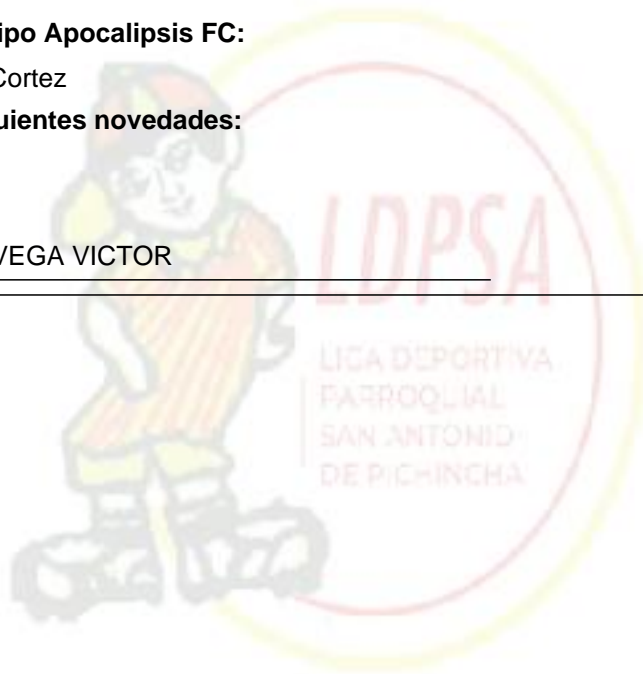 ipo Apocalipsis FC:
Cortez
uientes novedades:
VEGA VICTOR
LDPSA
LIGA DEPORTIVA
PARROQUIAL
SAN ANTONIO
DE PICHINCHA